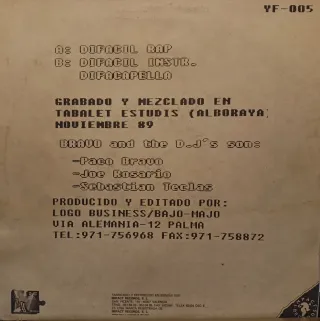 YF-005
A: DIFACIL RAP
B: DIFACIL INSTR.
DIFACAPELLA
GRABADO Y MEZCLADO EN
TABALET ESTUDIS (ALBORAYA)
NOVIEMBRE 89
BRAVO and the D.J's son:
-Paco Bravo
-Joe Rosario
-Sebastian Teclas
PRODUCIDO Y EDITADO POR:
LOGO BUSINESS/BAJO-MAJO
VIA ALEMANIA-12 PALMA
TEL:971-756968 FAX:971-758872